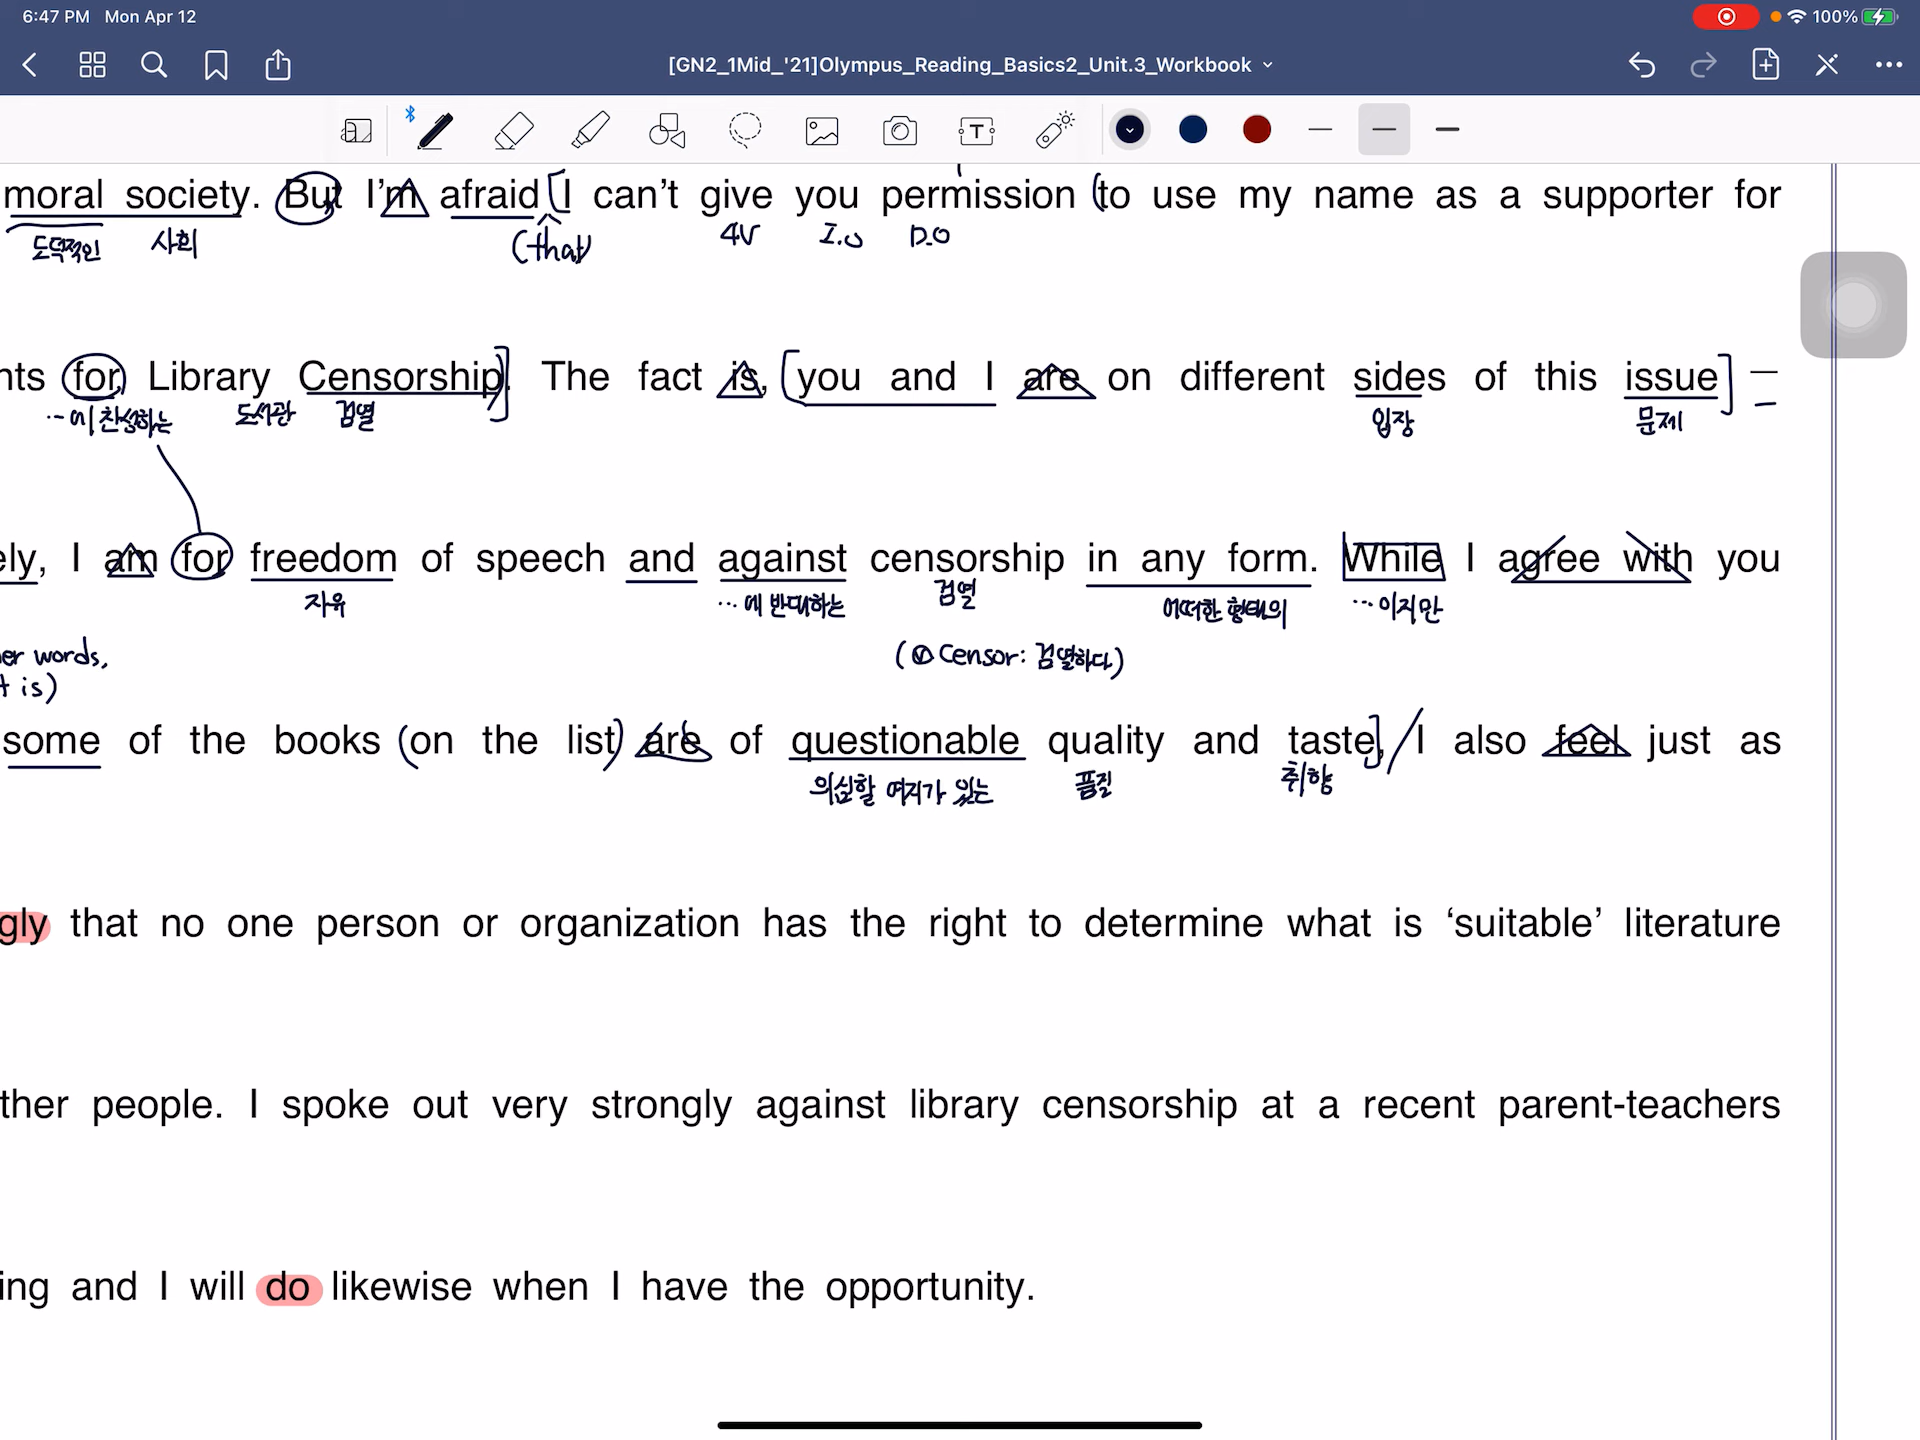 6:47 PM Mon Apr 12
100%
[GN2_1Mid_'21]Olympus_Reading_Basics2_Unit.3_Workbook
moral society. But I'm afraid [I can't give you permission (to use my name as a supporter for
도덕적인 사회 (that) 4V I.O D.O
nts for, Library Censorship]. The fact is, [you and I are on different sides of this issue] =
…에 찬성하는 도서관 검열 입장 문제
ely, I am for freedom of speech and against censorship in any form. While I agree with you
자유 …에 반대하는 검열 어떠한 형태의 …이지만
er words, (ⓥ Censor: 검열하다)
t is)
some of the books (on the list) are of questionable quality and taste], / I also feel just as
의심할 여지가 있는 품질 취향
gly that no one person or organization has the right to determine what is ‘suitable’ literature
ther people. I spoke out very strongly against library censorship at a recent parent-teachers
ing and I will do likewise when I have the opportunity.